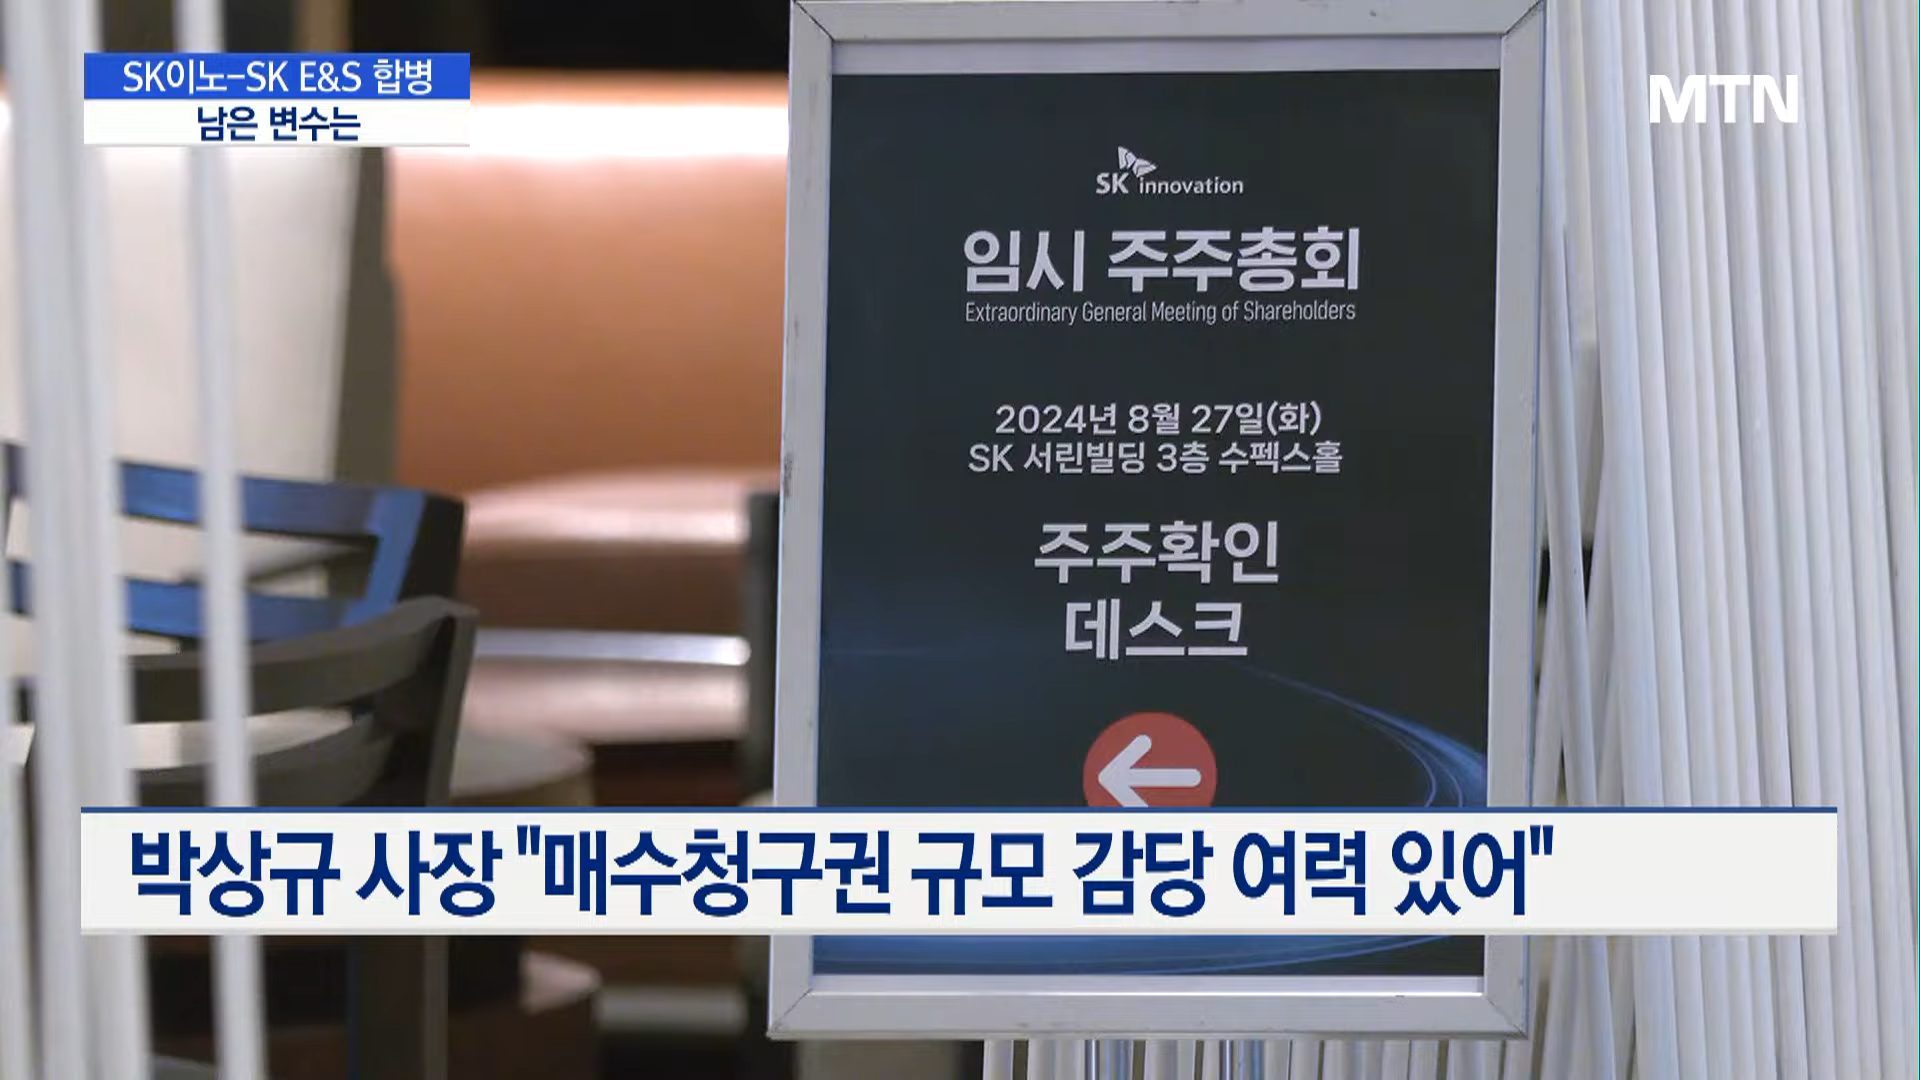 SK이노-SK E&S 합병
남은 변수는
MTN
SK innovation
임시 주주총회
Extraordinary General Meeting of Shareholders
2024년 8월 27일(화)
SK 서린빌딩 3층 수펙스홀
주주확인
데스크
박상규 사장 "매수청구권 규모 감당 여력 있어"